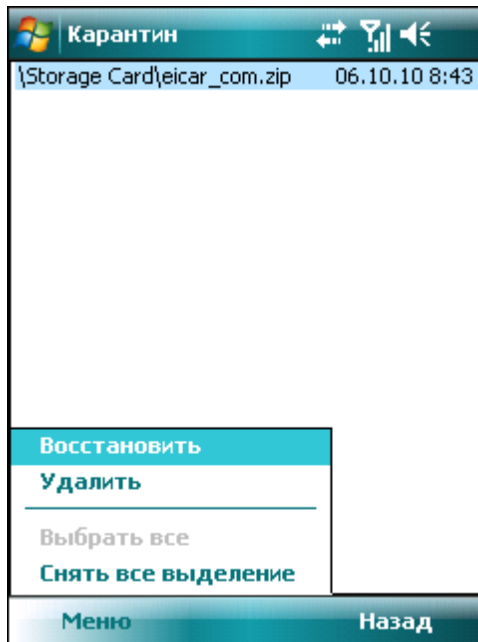 Карантин
\Storage Card\eicar_com.zip 06.10.10 8:43
Восстановить
Удалить
Выбрать все
Снять все выделение
Меню Назад